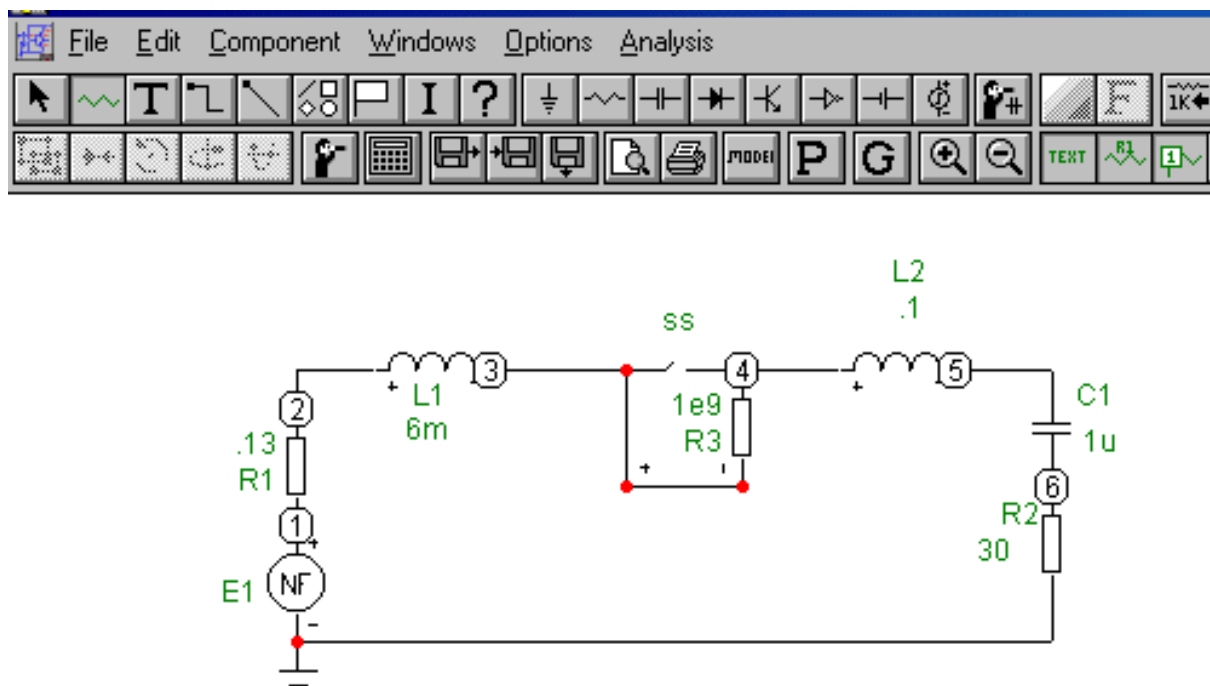 File Edit Component Windows Options Analysis
T I ? 1K
MODEL P G TEXT R1 1
L2
.1
ss
3
4
5
L1
6m
2
1e9
R3
C1
1u
.13
R1
+
-
6
R2
30
1
+
E1
NF
-